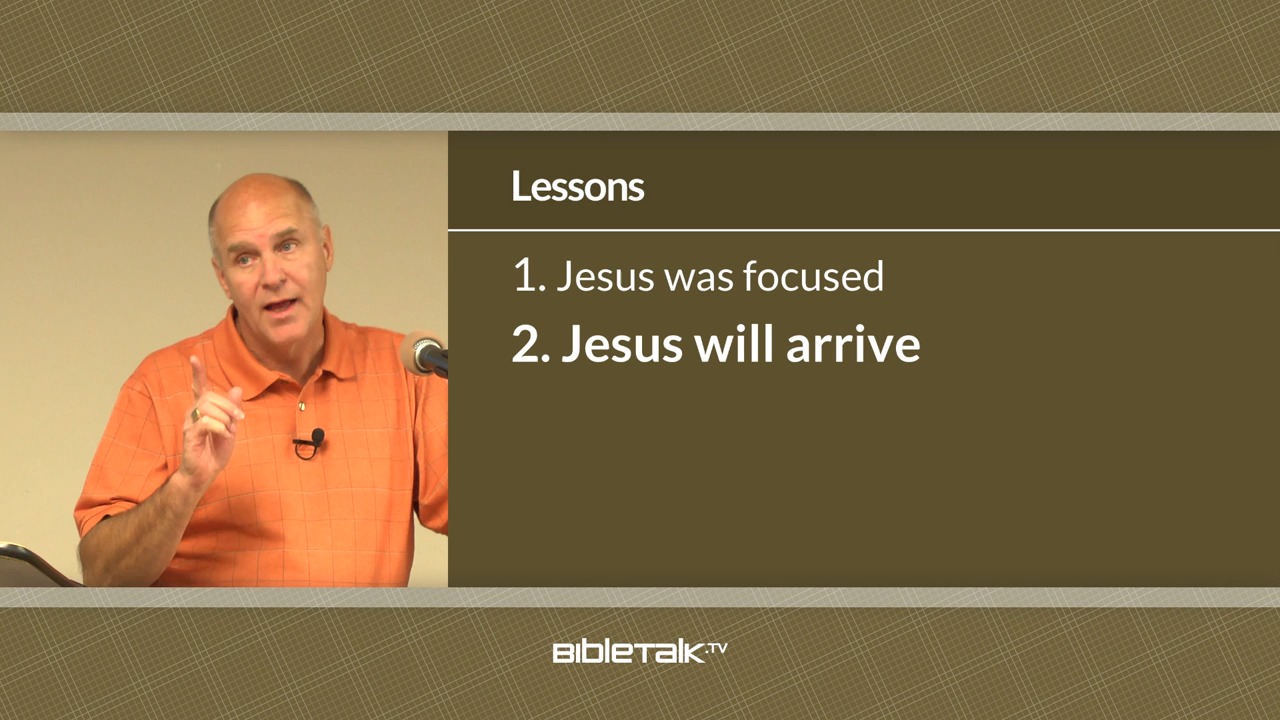 Lessons
1. Jesus was focused
2. Jesus will arrive
BIBLETALK.TV